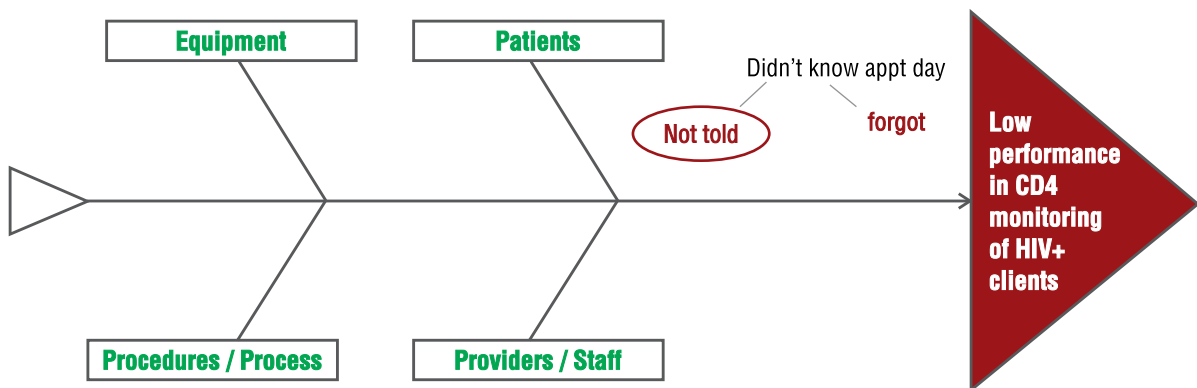 Equipment
Patients
Didn't know appt day
Not told
forgot
Low
performance
in CD4
monitoring
of HIV+
clients
Procedures / Process
Providers / Staff